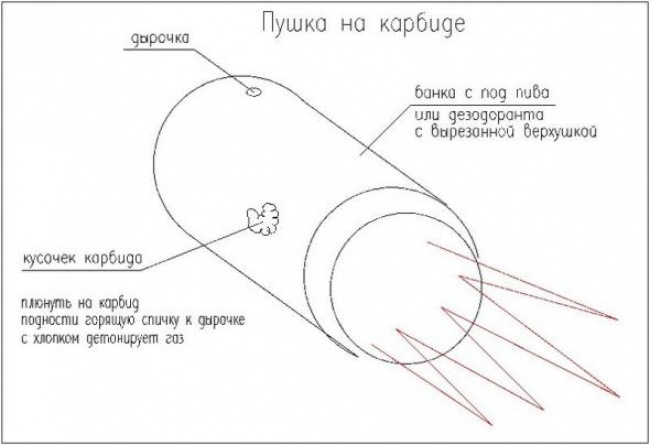 Пушка на карбиде
дырочка
банка с под пива
или дезодоранта
с вырезанной верхушкой
кусочек карбида
плюнуть на карбид
подности горящую спичку к дырочке
с хлопком детонирует газ